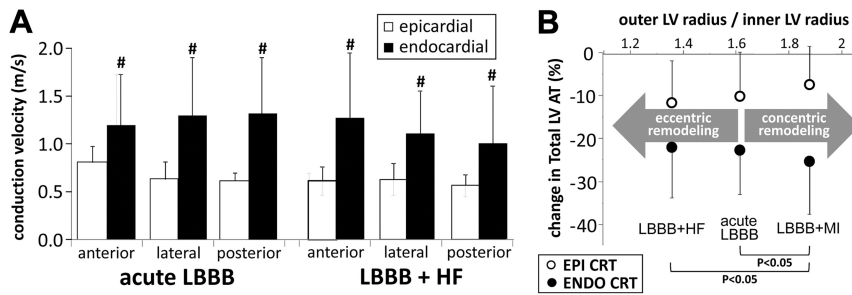 A
epicardial
endocardial
conduction velocity (m/s)
2.0
1.5
1.0
0.5
0.0
# # # # # #
anterior lateral posterior anterior lateral posterior
acute LBBB LBBB + HF
B
outer LV radius / inner LV radius
1.2 1.4 1.6 1.8 2
change in Total LV AT (%)
0
-10
-20
-30
-40
eccentric
remodeling
concentric
remodeling
LBBB+HF
acute
LBBB
LBBB+MI
P<0.05
P<0.05
EPI CRT
ENDO CRT